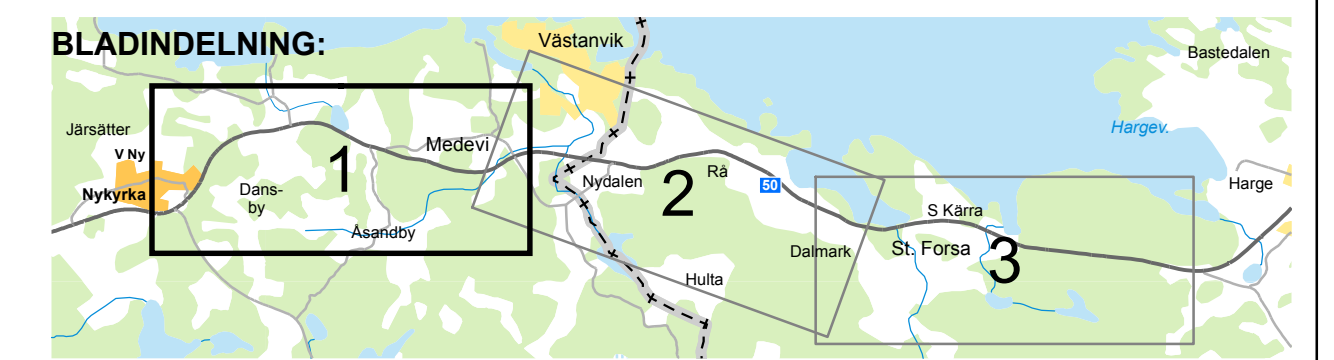 BLADINDELNING:
Västanvik
Bastedalen
Järsätter
V Ny
Nykyrka
1
Medevi
Hargev.
Dans-
by
Åsandby
Nydalen
2
Rå
50
Harge
S Kärra
Dalmark
St. Forsa
3
Hulta